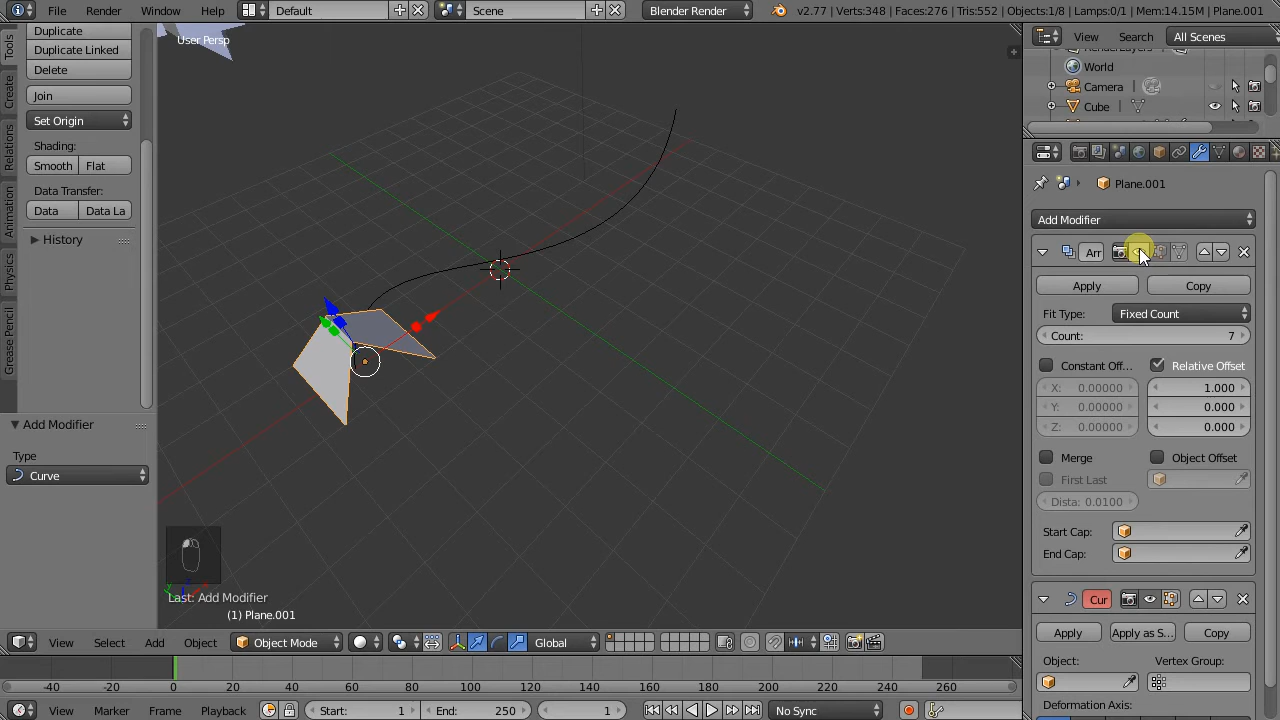 File Render Window Help Default Scene Blender Render v2.77 | Verts:348 | Faces:276 | Tris:552 | Objects:1/8 | Lamps:0/1 | Mem:14.15M | Plane.001
Tools
Create
Relations
Animation
Physics
Grease Pencil
Duplicate
Duplicate Linked
Delete
Join
Set Origin
Shading:
Smooth Flat
Data Transfer:
Data Data La
History
Add Modifier
Type
Curve
User Persp
Last: Add Modifier
(1) Plane.001
View Search All Scenes
RenderLayers
World
Camera
Cube
Plane.001
Add Modifier
Arr
Apply Copy
Fit Type: Fixed Count
Count: 7
Constant Off... Relative Offset
X: 0.00000 1.000
Y: 0.00000 0.000
Z: 0.00000 0.000
Merge Object Offset
First Last
Dista: 0.0100
Start Cap:
End Cap:
Cur
Apply Apply as S... Copy
Object: Vertex Group:
Deformation Axis:
View Select Add Object Object Mode Global
-40 -20 0 20 40 60 80 100 120 140 160 180 200 220 240 260
View Marker Frame Playback Start: 1 End: 250 1 No Sync